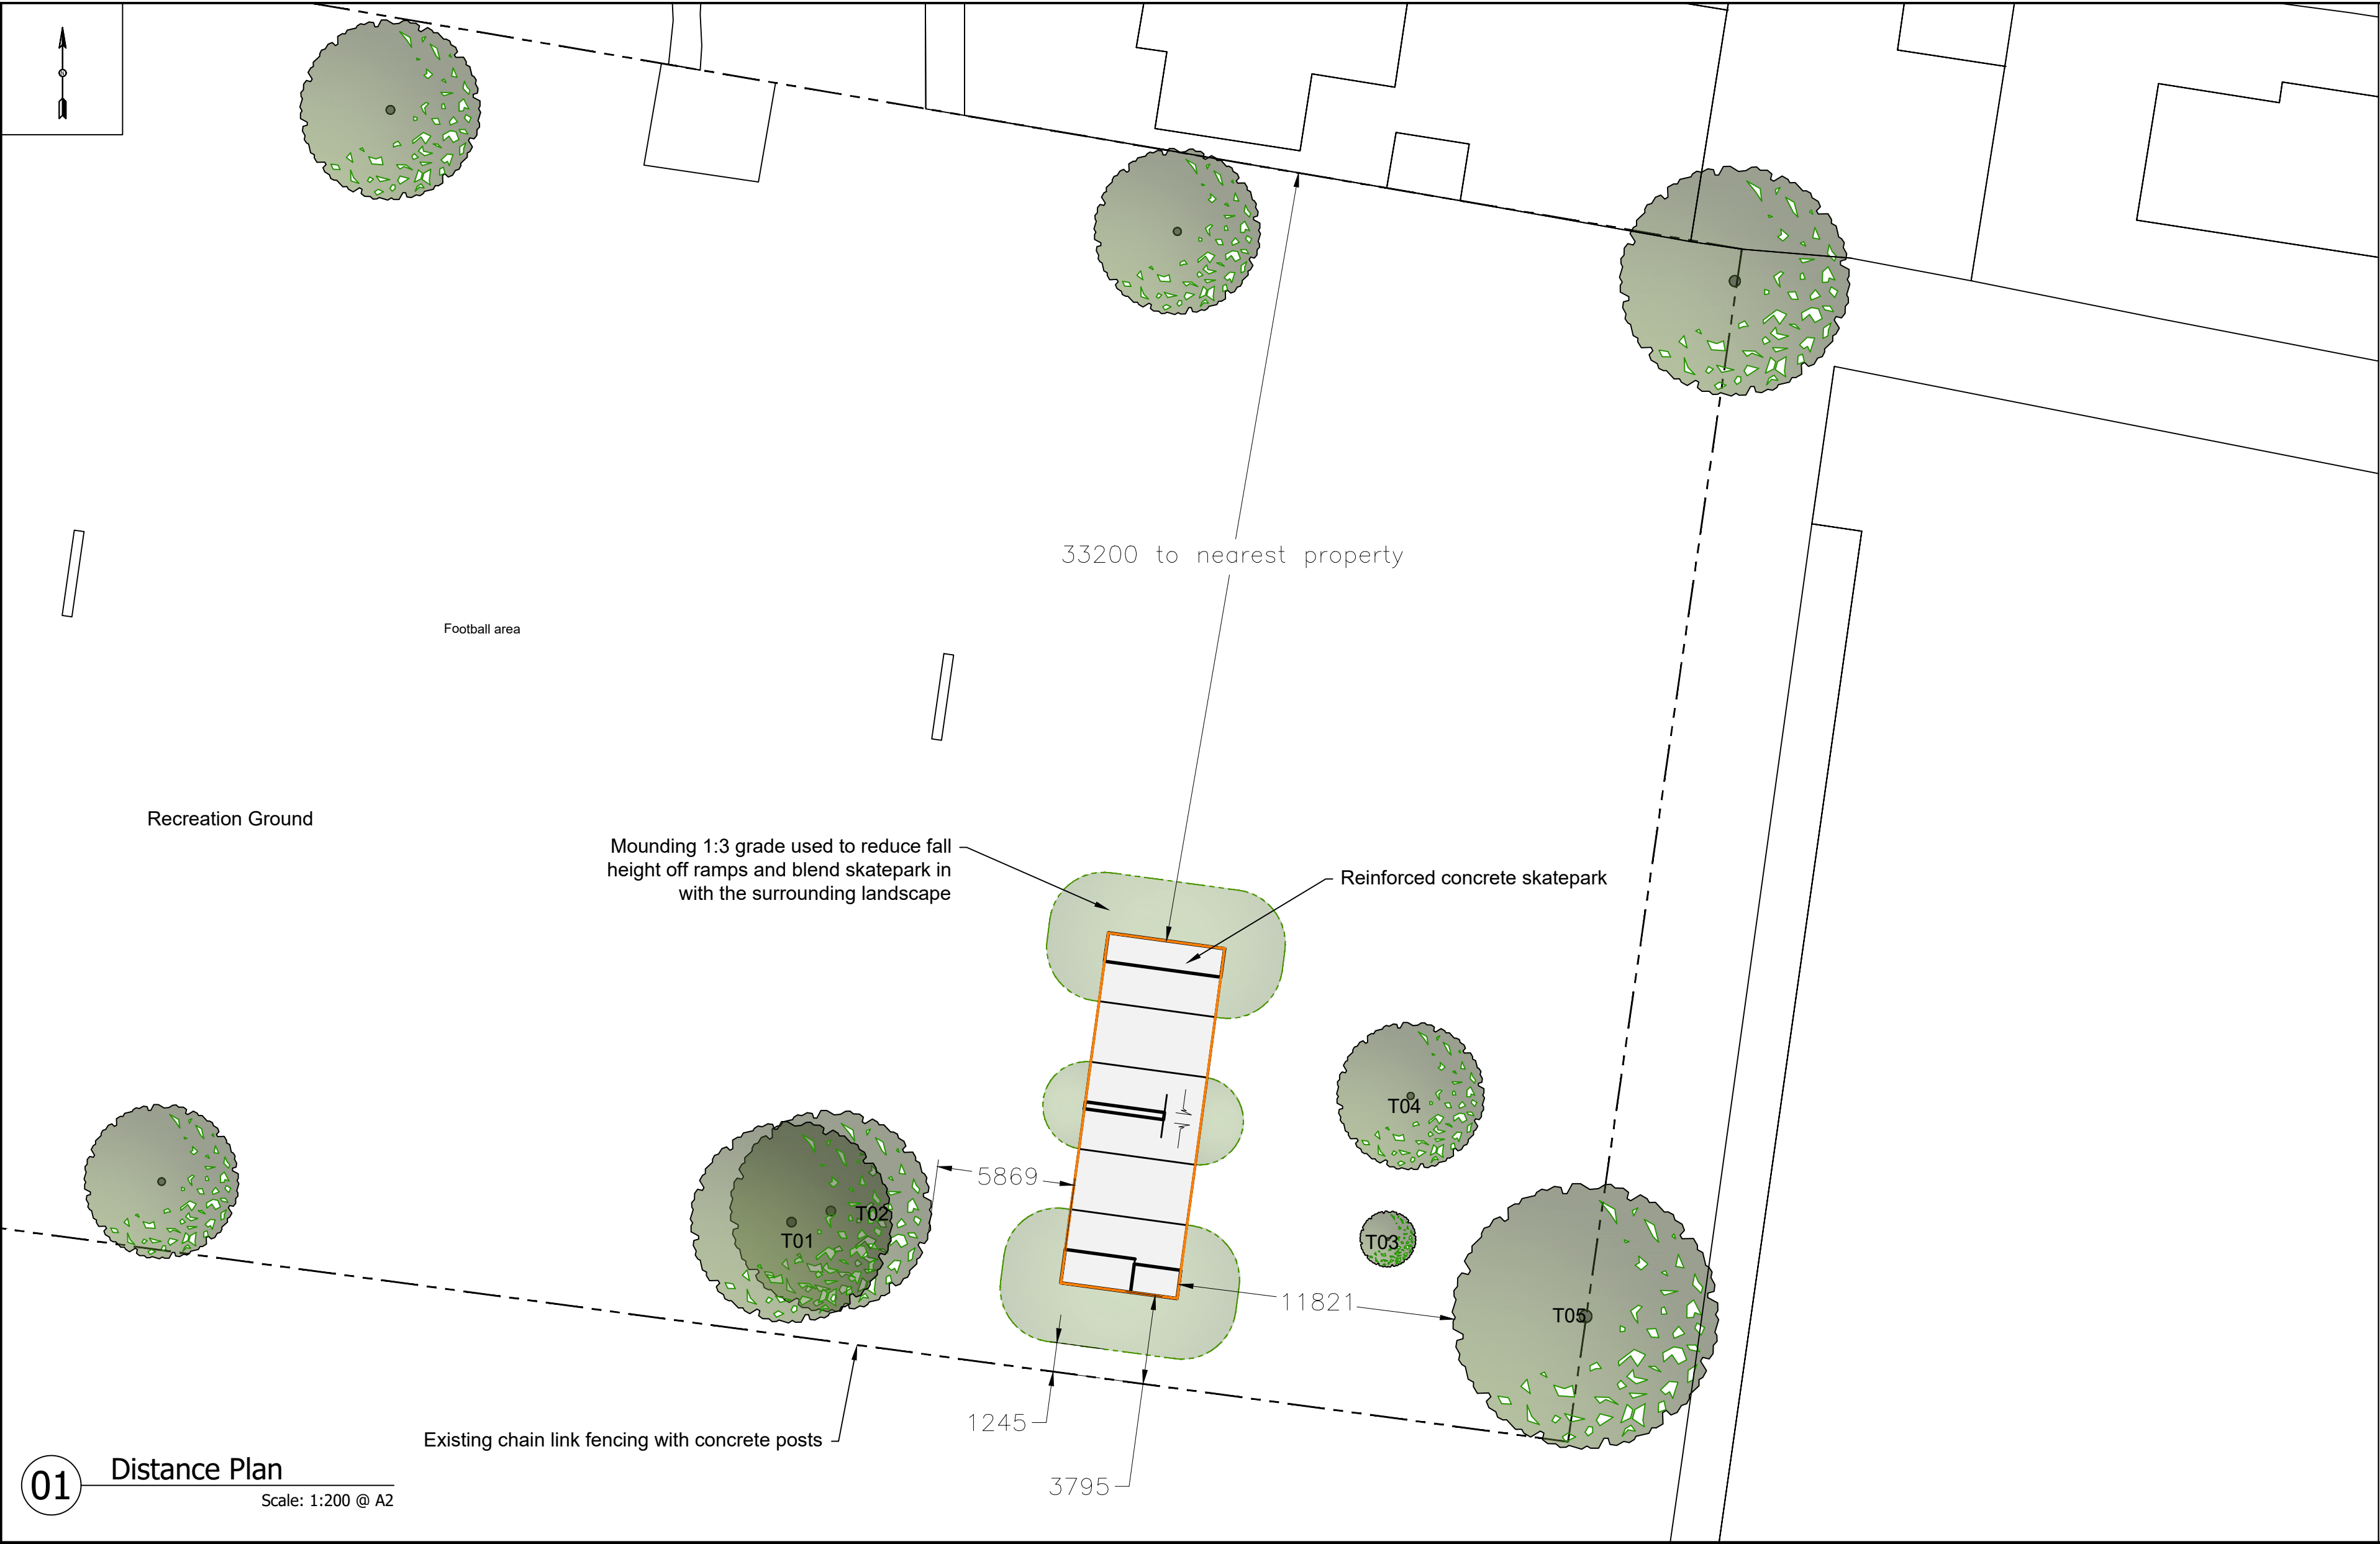 33200 to nearest property
Football area
Recreation Ground
Mounding 1:3 grade used to reduce fall
height off ramps and blend skatepark in
with the surrounding landscape
Reinforced concrete skatepark
T04
5869
T02
T01
T03
11821
T05
1245
3795
Existing chain link fencing with concrete posts
01
Distance Plan
Scale: 1:200 @ A2